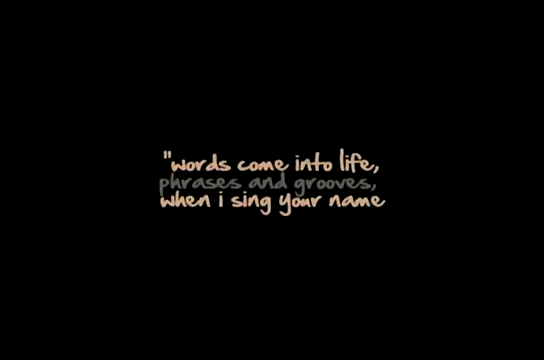 "words come into life,
phrases and grooves,
when i sing your name